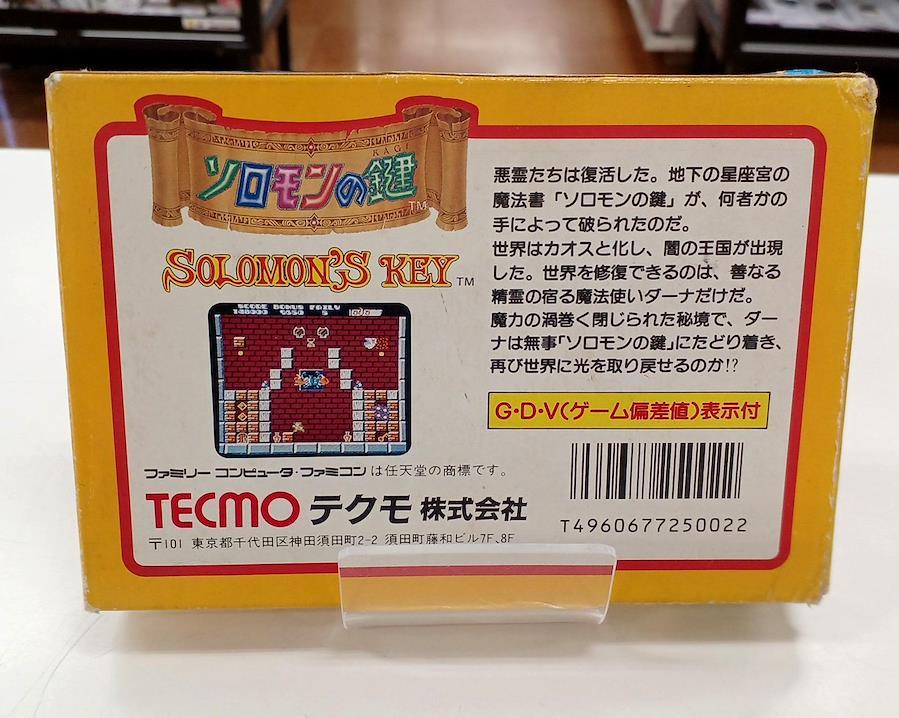 KAGI
ソロモンの鍵
TM
SOLOMON'S KEY TM
SCORE BONUS FAIRY
悪霊たちは復活した。地下の星座宮の
魔法書「ソロモンの鍵」が、何者かの
手によって破られたのだ。
世界はカオスと化し、闇の王国が出現
した。世界を修復できるのは、善なる
精霊の宿る魔法使いダーナだけだ。
魔力の渦巻く閉じられた秘境で、ダー
ナは無事「ソロモンの鍵」にたどり着き、
再び世界に光を取り戻せるのか!?
G・D・V(ゲーム偏差値)表示付
ファミリー コンピュータ・ファミコン は任天堂の商標です。
TECMO テクモ 株式会社
〒101 東京都千代田区神田須田町2-2 須田町藤和ビル7F、8F
T4960677250022